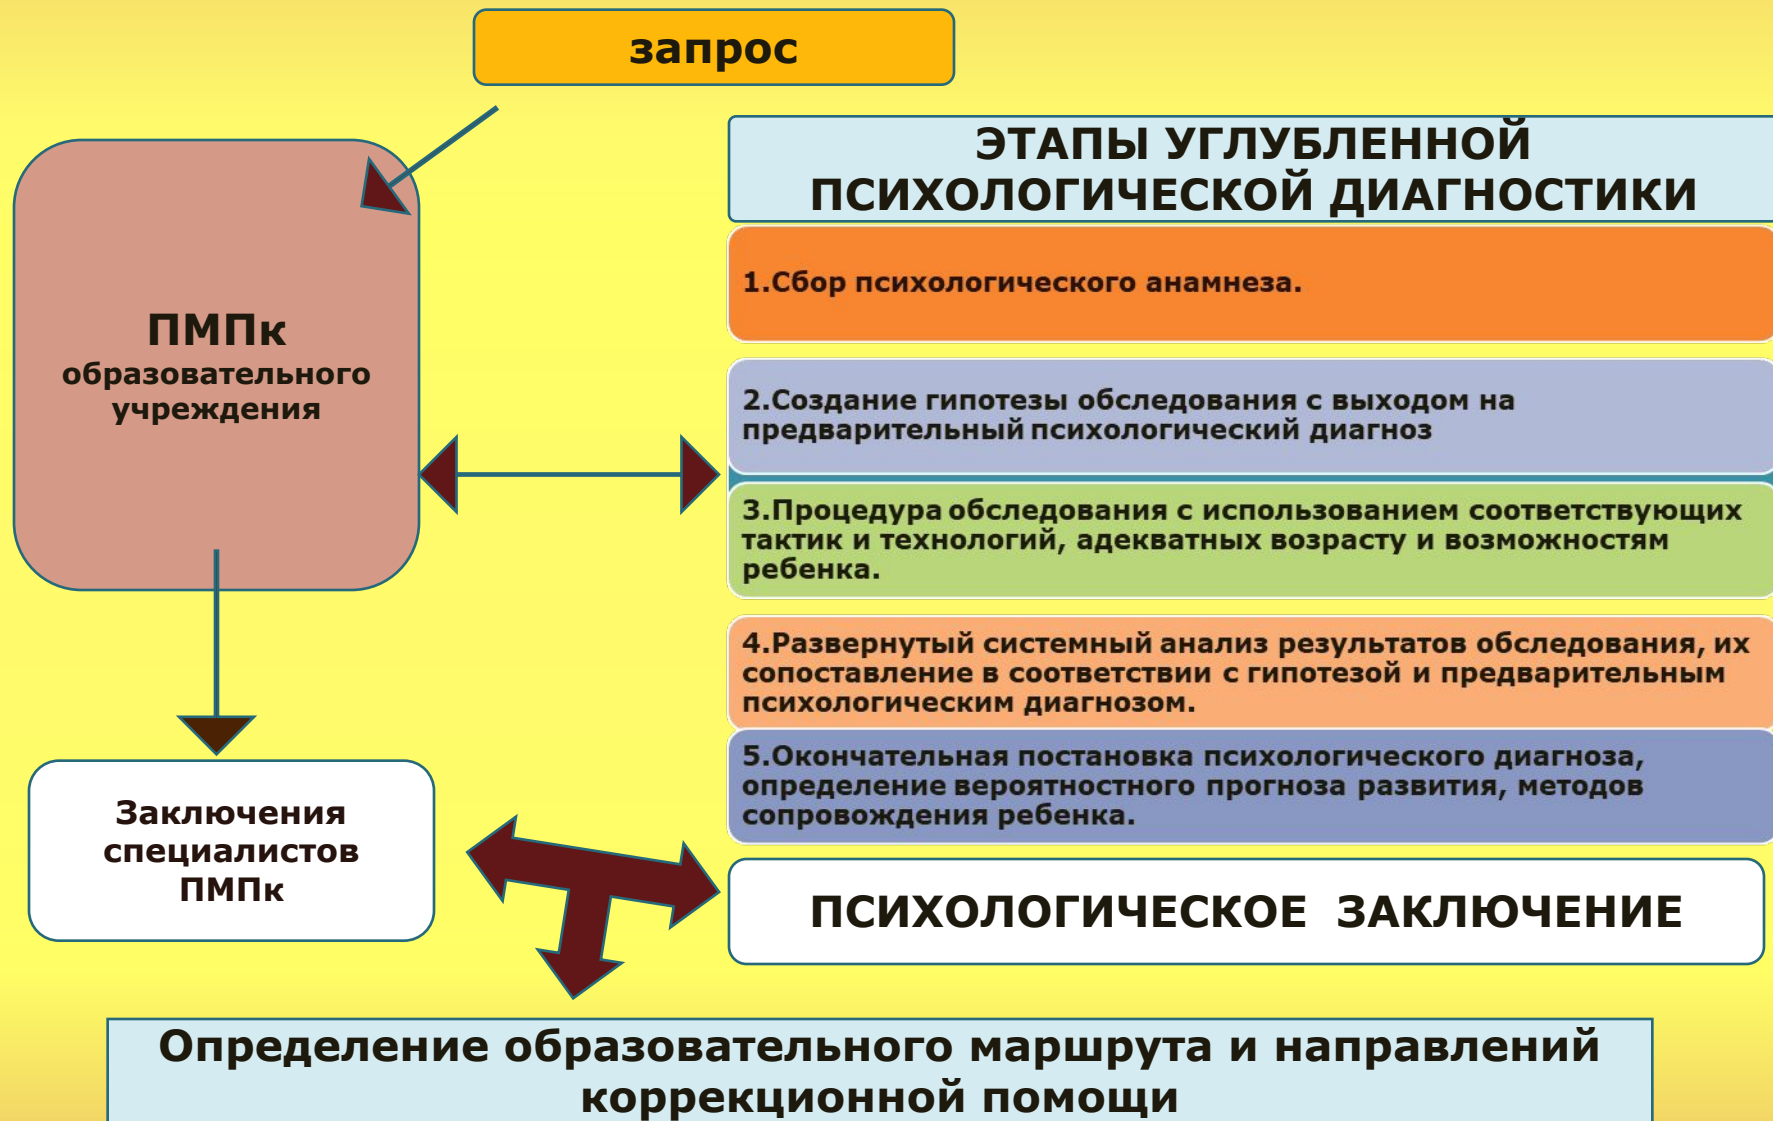 запрос
ПМПк
образовательного
учреждения
Заключения
специалистов
ПМПк
ЭТАПЫ УГЛУБЛЕННОЙ
ПСИХОЛОГИЧЕСКОЙ ДИАГНОСТИКИ
1.Сбор психологического анамнеза.
2.Создание гипотезы обследования с выходом на
предварительный психологический диагноз
3.Процедура обследования с использованием соответствующих
тактик и технологий, адекватных возрасту и возможностям
ребенка.
4.Развернутый системный анализ результатов обследования, их
сопоставление в соответствии с гипотезой и предварительным
психологическим диагнозом.
5.Окончательная постановка психологического диагноза,
определение вероятностного прогноза развития, методов
сопровождения ребенка.
ПСИХОЛОГИЧЕСКОЕ ЗАКЛЮЧЕНИЕ
Определение образовательного маршрута и направлений
коррекционной помощи